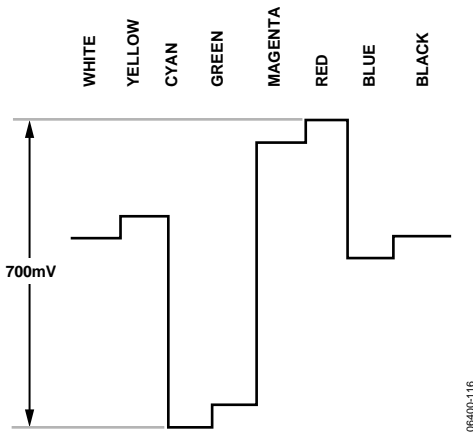 WHITE
YELLOW
CYAN
GREEN
MAGENTA
RED
BLUE
BLACK
700mV
06400-116